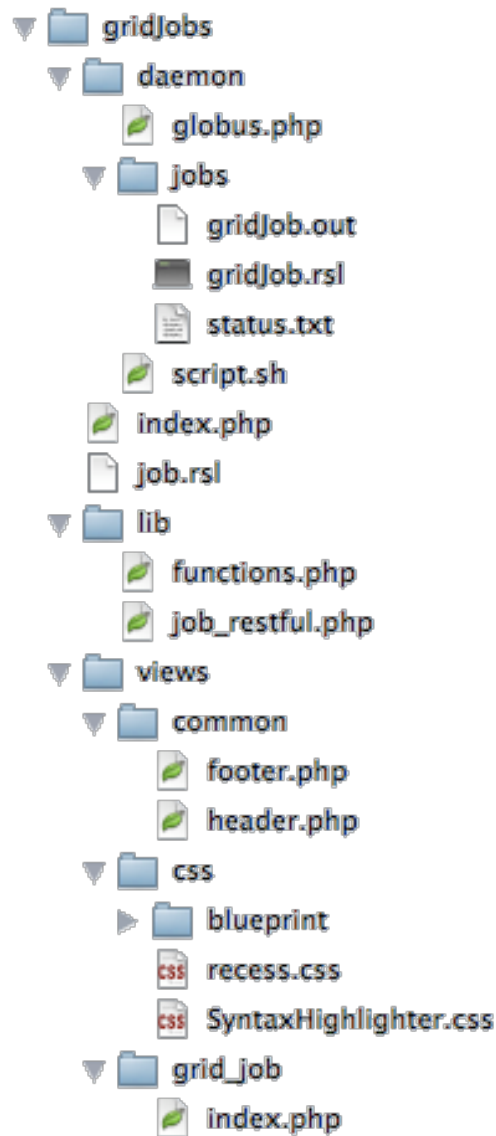 gridJobs
daemon
globus.php
jobs
gridJob.out
gridJob.rsl
status.txt
script.sh
index.php
job.rsl
lib
functions.php
job_restful.php
views
common
footer.php
header.php
css
blueprint
css recess.css
css SyntaxHighlighter.css
grid_job
index.php